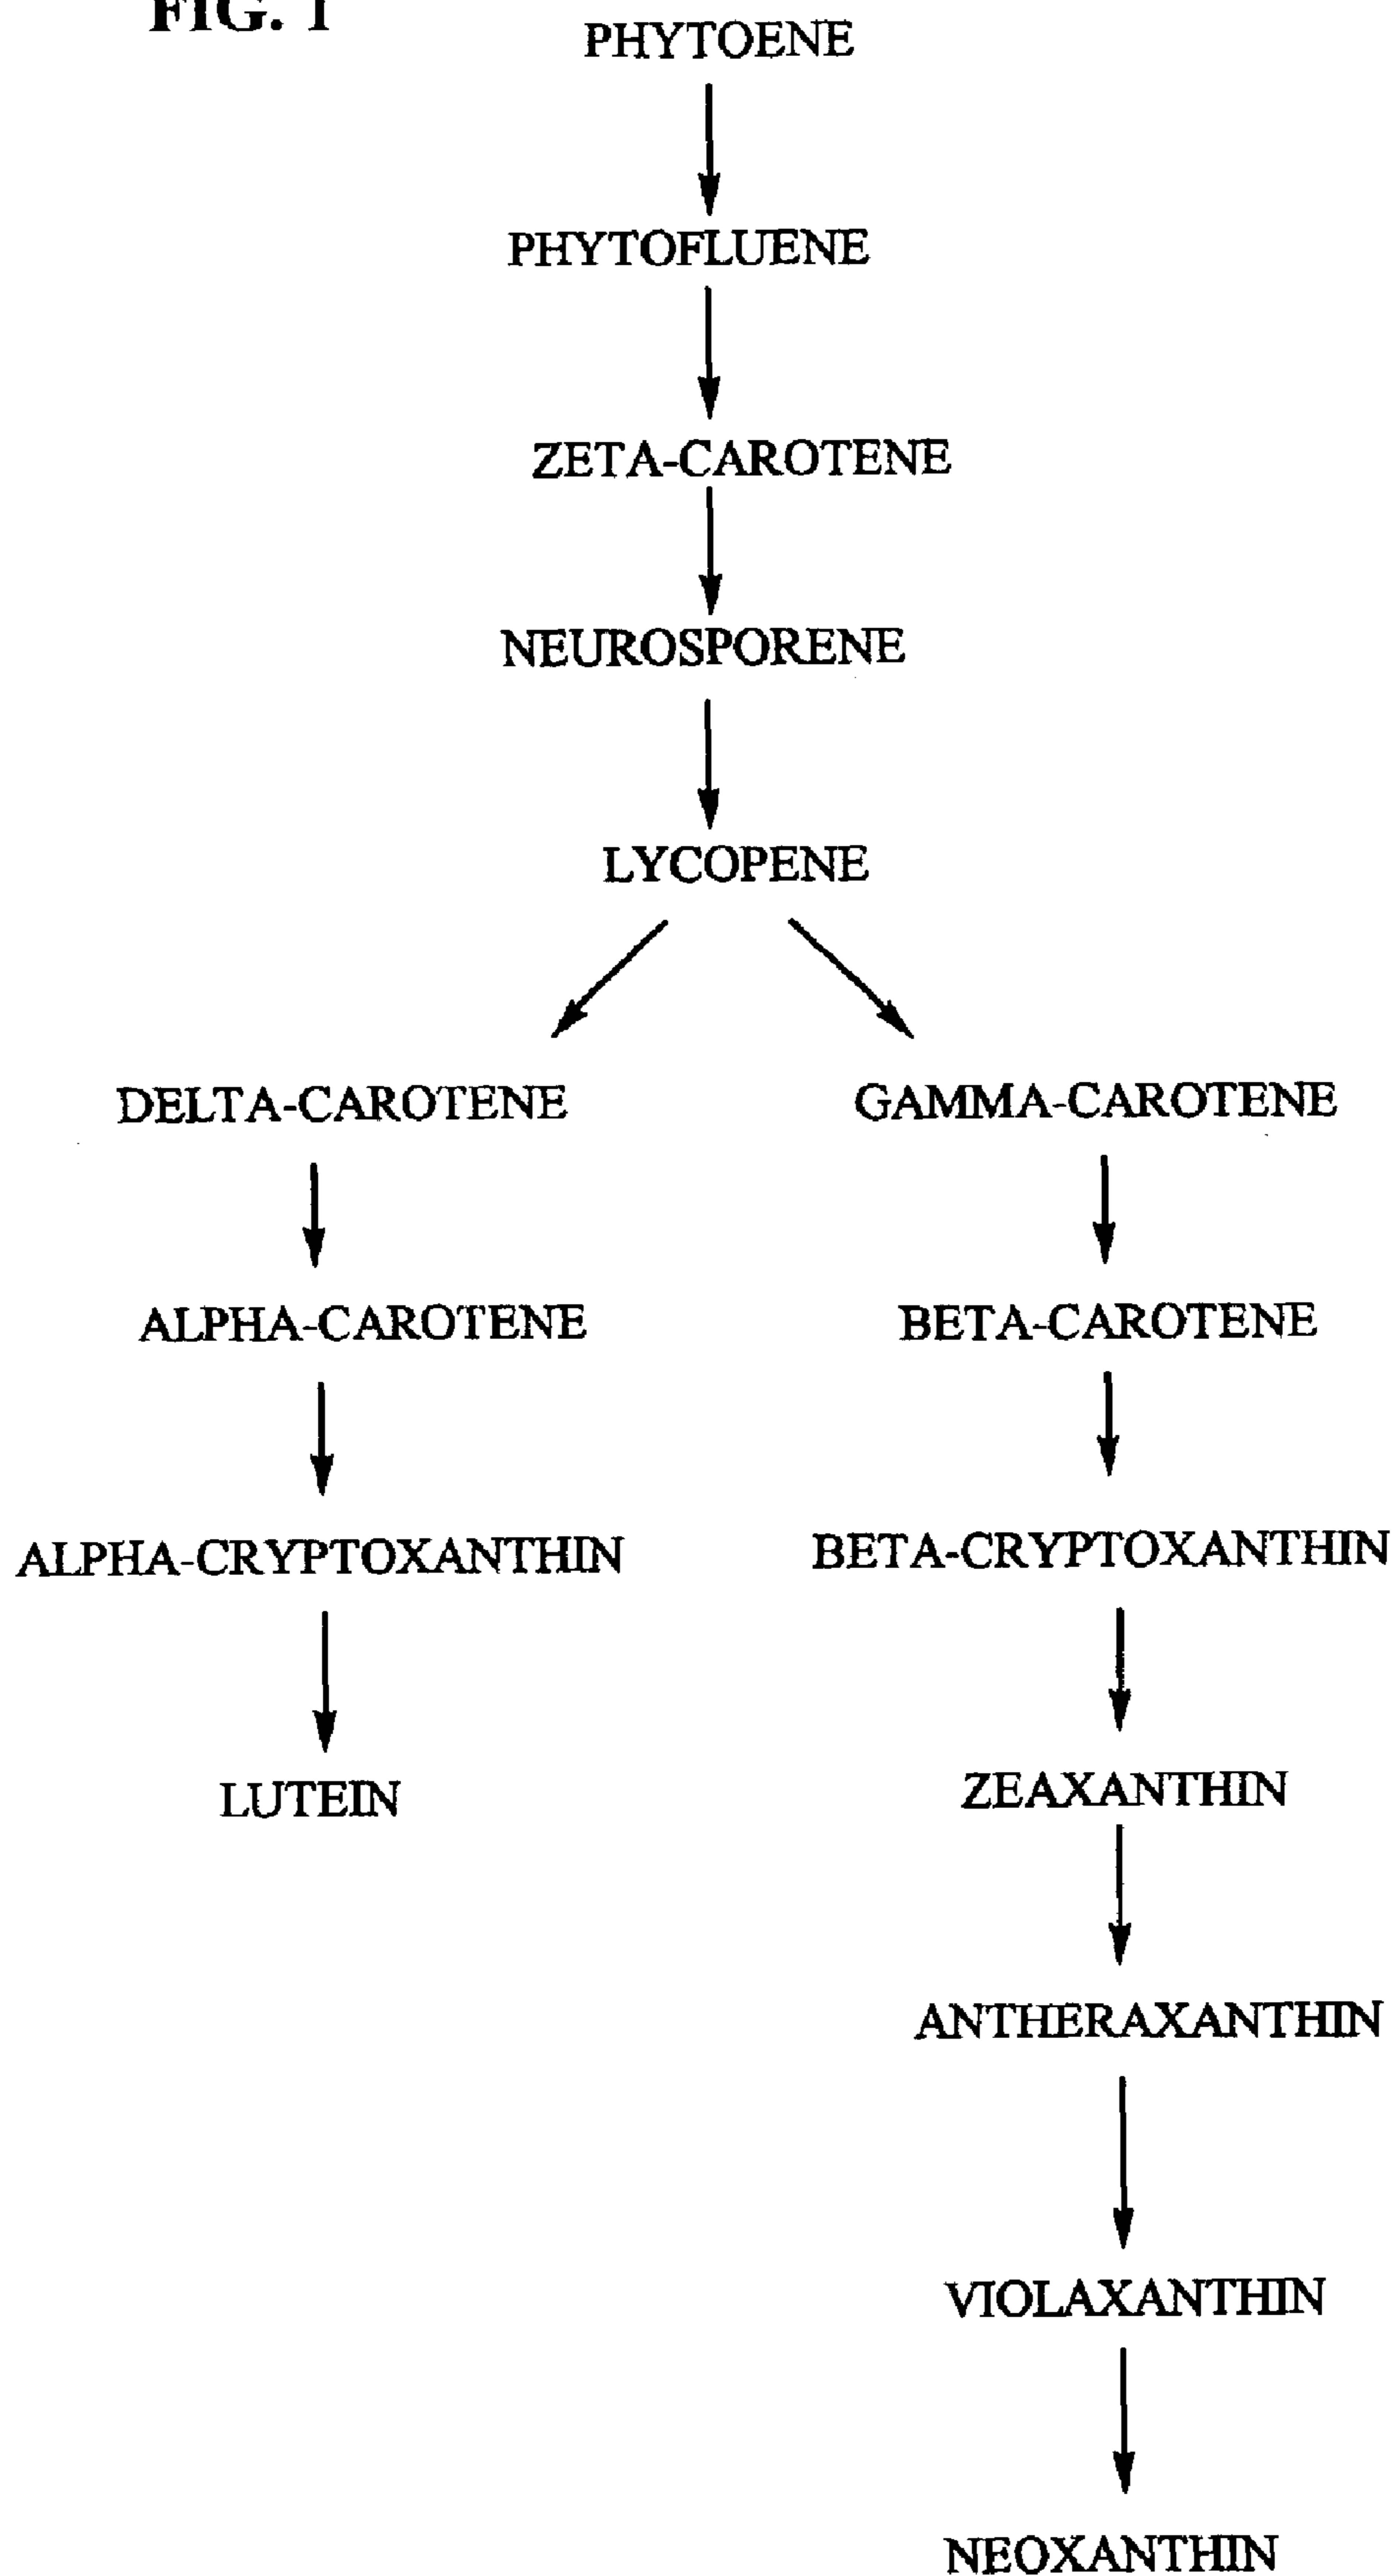 FIG. 1
PHYTOENE
PHYTOFLUENE
ZETA-CAROTENE
NEUROSPORENE
LYCOPENE
DELTA-CAROTENE GAMMA-CAROTENE
ALPHA-CAROTENE BETA-CAROTENE
ALPHA-CRYPTOXANTHIN BETA-CRYPTOXANTHIN
LUTEIN ZEAXANTHIN
ANTHERAXANTHIN
VIOLAXANTHIN
NEOXANTHIN